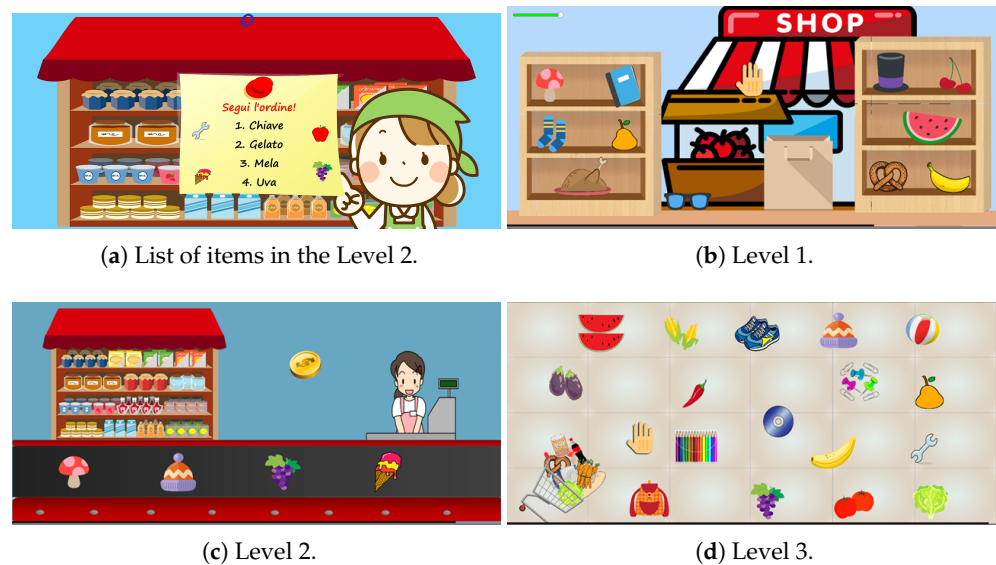 SHOP
Segui l'ordine!
1. Chiave
2. Gelato
3. Mela
4. Uva
(a) List of items in the Level 2.
(b) Level 1.
(c) Level 2.
(d) Level 3.